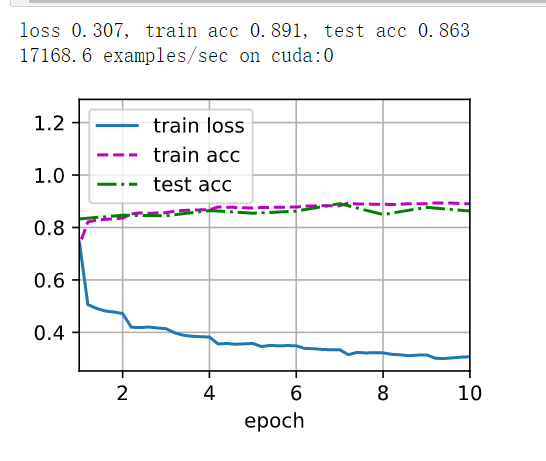 loss 0.307, train acc 0.891, test acc 0.863
17168.6 examples/sec on cuda:0
1.2
1.0
0.8
0.6
0.4
train loss
train acc
test acc
2 4 6 8 10
epoch